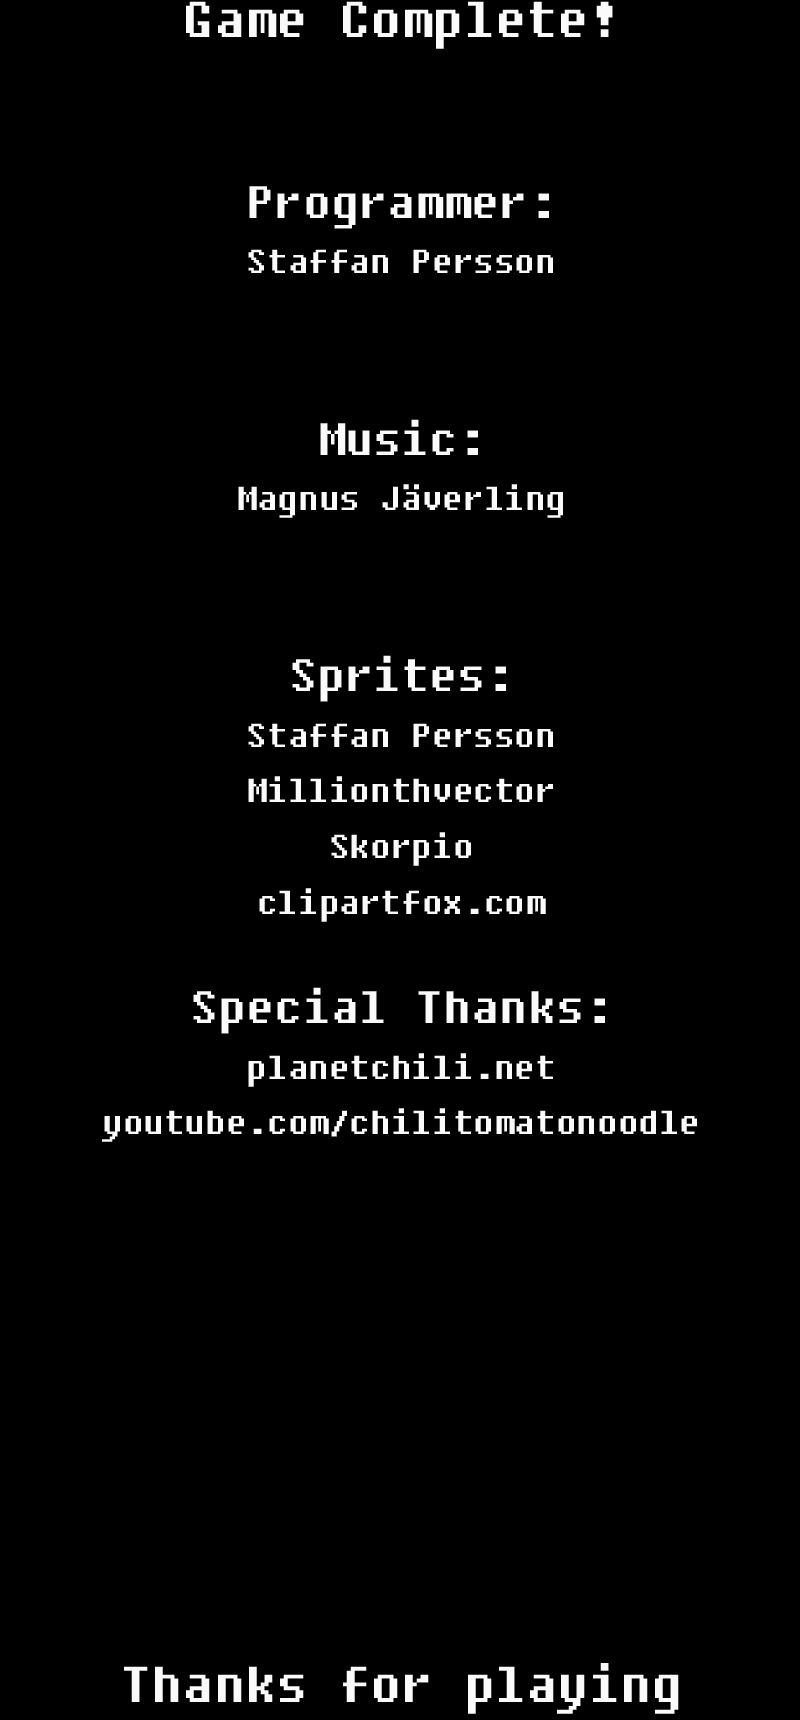 Game Complete!
Programmer:
Staffan Persson
Music:
Magnus Jäverling
Sprites:
Staffan Persson
Millionthvector
Skorpio
clipartfox.com
Special Thanks:
planetchili.net
youtube.com/chilitomatonoodle
Thanks for playing